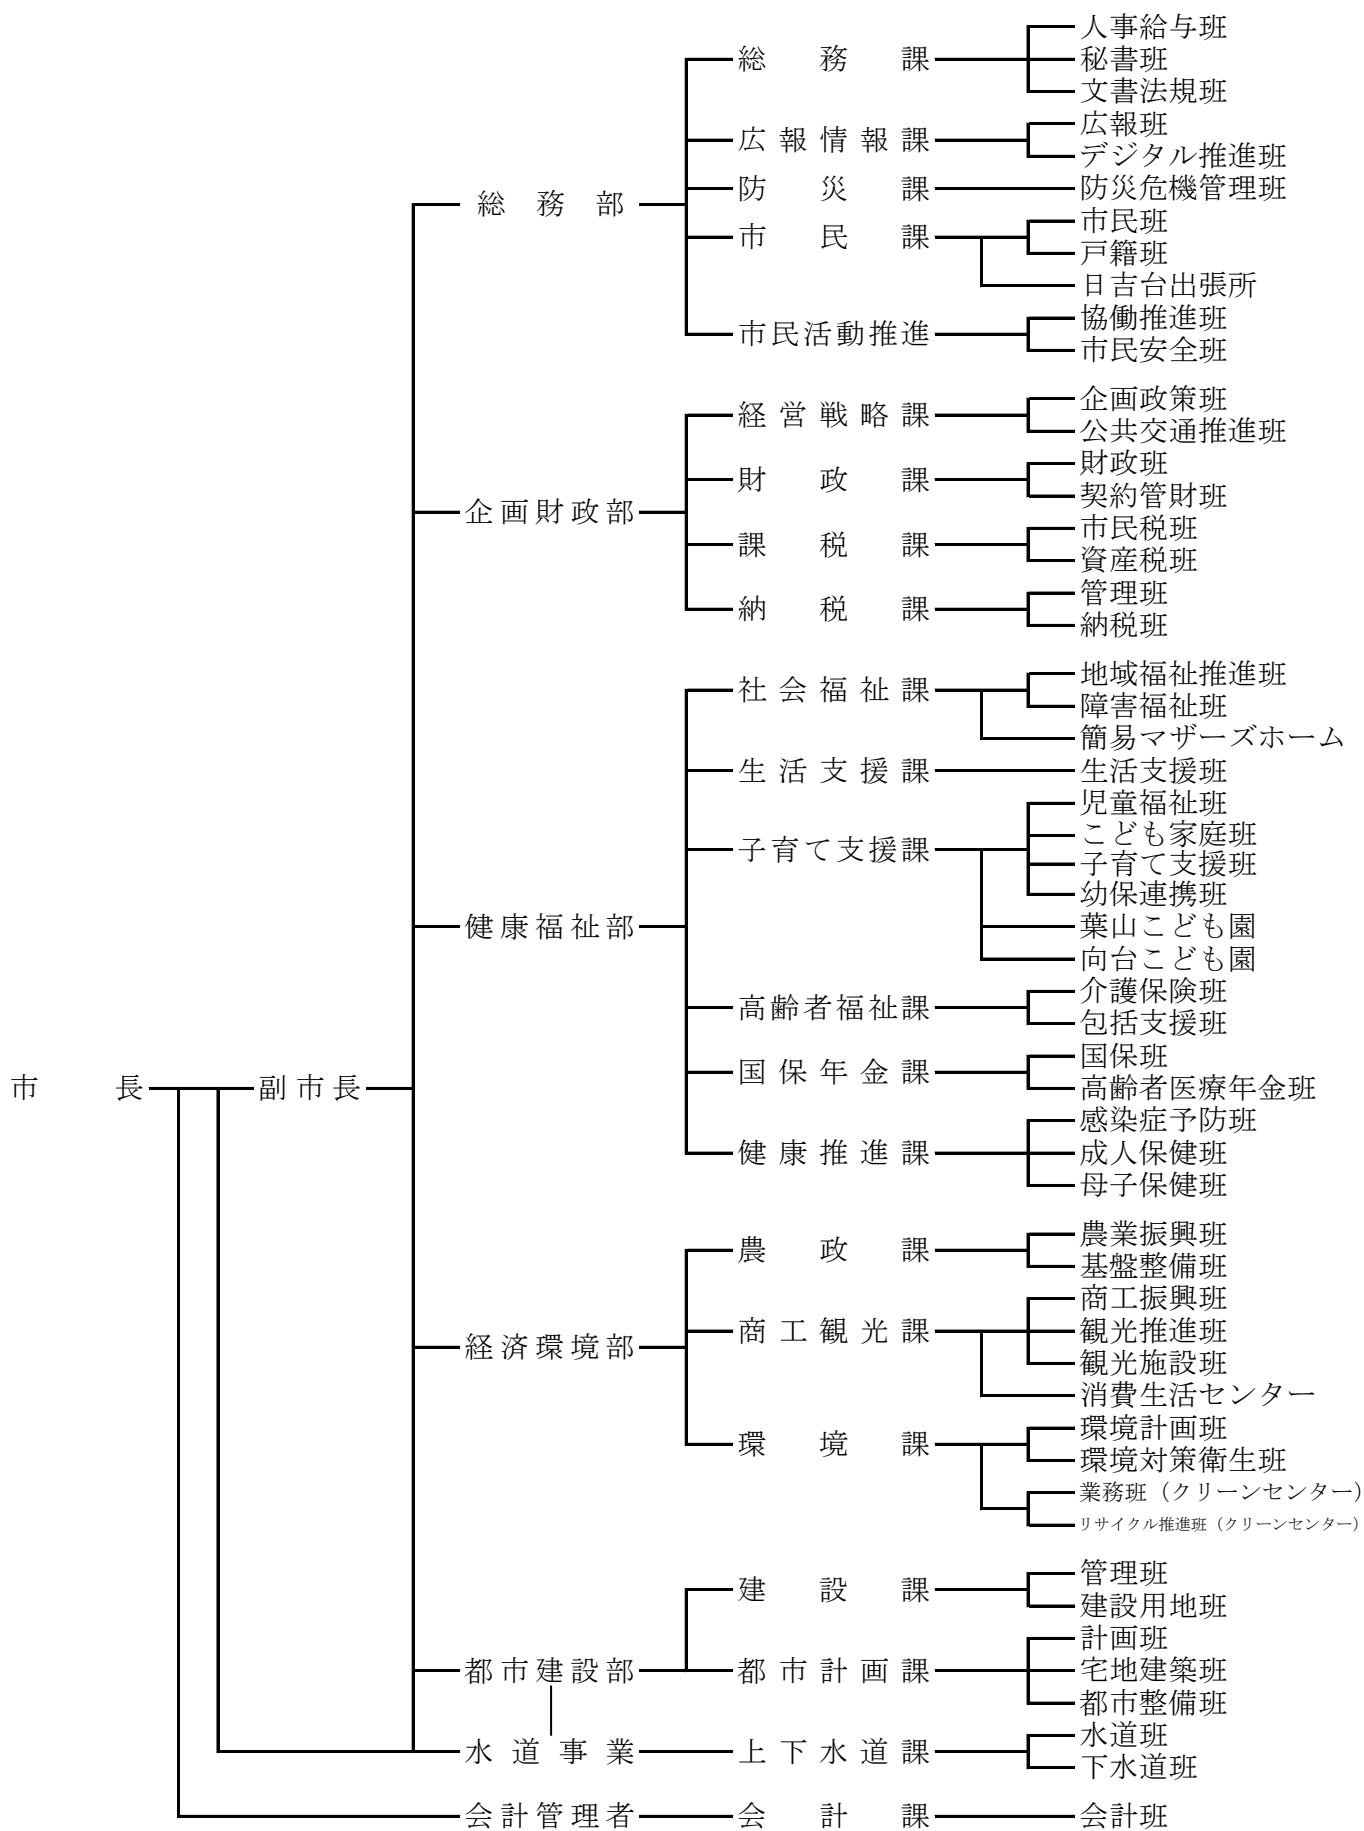 人事給与班
総務課
秘書班
文書法規班
広報班
広報情報課
デジタル推進班
防災課
防災危機管理班
総務部
市民班
市民課
戸籍班
日吉台出張所
協働推進班
市民活動推進
市民安全班
企画政策班
経営戦略課
公共交通推進班
財政班
財政課
契約管財班
企画財政部
市民税班
課税課
資産税班
管理班
納税課
納税班
地域福祉推進班
社会福祉課
障害福祉班
簡易マザーズホーム
生活支援課
生活支援班
児童福祉班
こども家庭班
子育て支援課
子育て支援班
幼保連携班
健康福祉部
葉山こども園
向台こども園
介護保険班
高齢者福祉課
包括支援班
国保班
国保年金課
高齢者医療年金班
市長
副市長
感染症予防班
健康推進課
成人保健班
母子保健班
農業振興班
農政課
基盤整備班
商工振興班
商工観光課
観光推進班
経済環境部
観光施設班
消費生活センター
環境計画班
環境課
環境対策衛生班
業務班（クリーンセンター）
リサイクル推進班（クリーンセンター）
管理班
建設課
建設用地班
計画班
都市建設部
都市計画課
宅地建築班
都市整備班
水道班
水道事業
上下水道課
下水道班
会計管理者
会計課
会計班